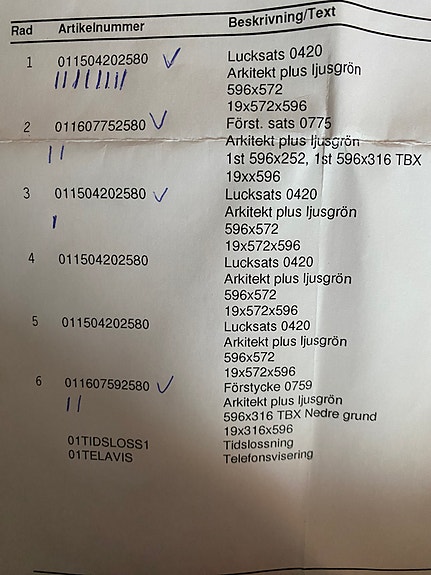 Rad Artikelnummer Beskrivning/Text
1 011504202580 Lucksats 0420
Arkitekt plus ljusgrön
596x572
19x572x596
2 011607752580 Först. sats 0775
Arkitekt plus ljusgrön
1st 596x252, 1st 596x316 TBX
19xx596
3 011504202580 Lucksats 0420
Arkitekt plus ljusgrön
596x572
19x572x596
4 011504202580 Lucksats 0420
Arkitekt plus ljusgrön
596x572
19x572x596
5 011504202580 Lucksats 0420
Arkitekt plus ljusgrön
596x572
19x572x596
6 011607592580 Förstycke 0759
Arkitekt plus ljusgrön
596x316 TBX Nedre grund
19x316x596
01TIDSLOSS1 Tidslossning
01TELAVIS Telefonsvisering